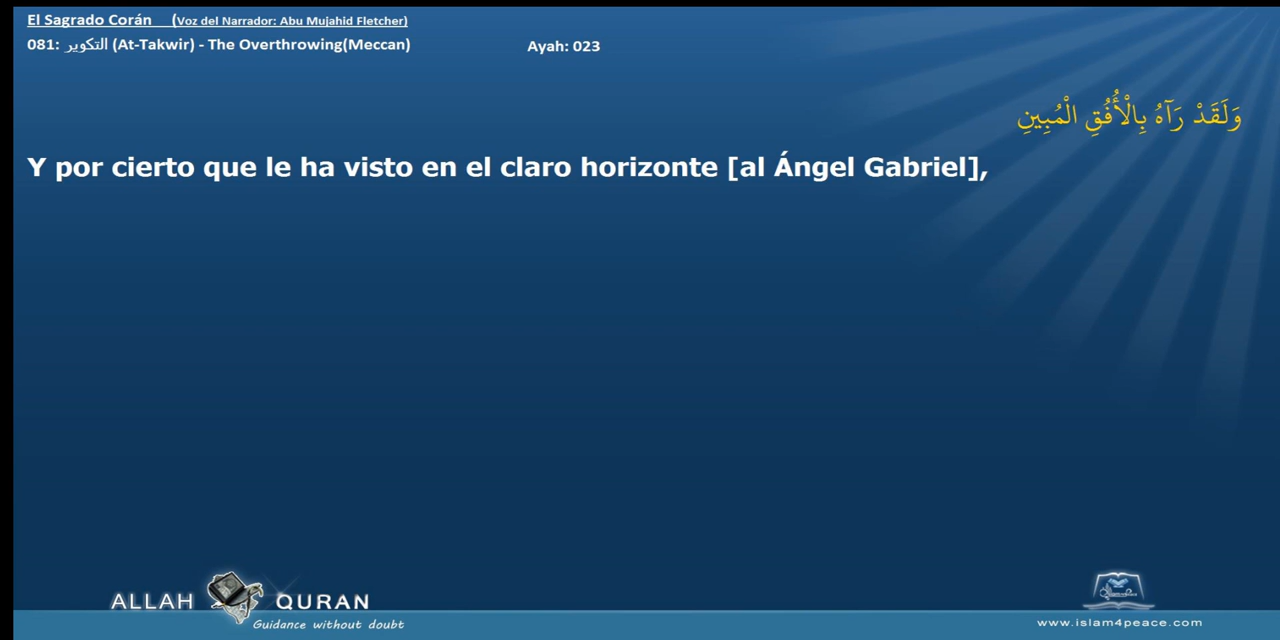 El Sagrado Corán (Voz del Narrador: Abu Mujahid Fletcher)
081: التكوير (At-Takwir) - The Overthrowing(Meccan) Ayah: 023
وَلَقَدْ رَآهُ بِالْأُفُقِ الْمُبِينِ
Y por cierto que le ha visto en el claro horizonte [al Ángel Gabriel],
ALLAH QURAN
Guidance without doubt
www.islam4peace.com